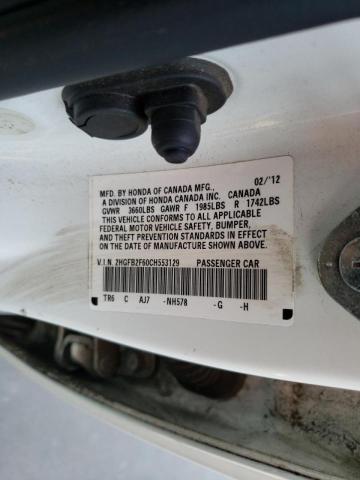 MFD. BY HONDA OF CANADA MFG., 02/'12
A DIVISION OF HONDA CANADA INC. CANADA
GVWR 3660LBS GAWR F 1985LBS R 1742LBS
THIS VEHICLE CONFORMS TO ALL APPLICABLE
FEDERAL MOTOR VEHICLE SAFETY, BUMPER,
AND THEFT PREVENTION STANDARDS IN EFFECT
ON THE DATE OF MANUFACTURE SHOWN ABOVE.
V.I.N. 2HGFB2F60CH553129 PASSENGER CAR
TR6 C AJ7 -NH578 -G -H